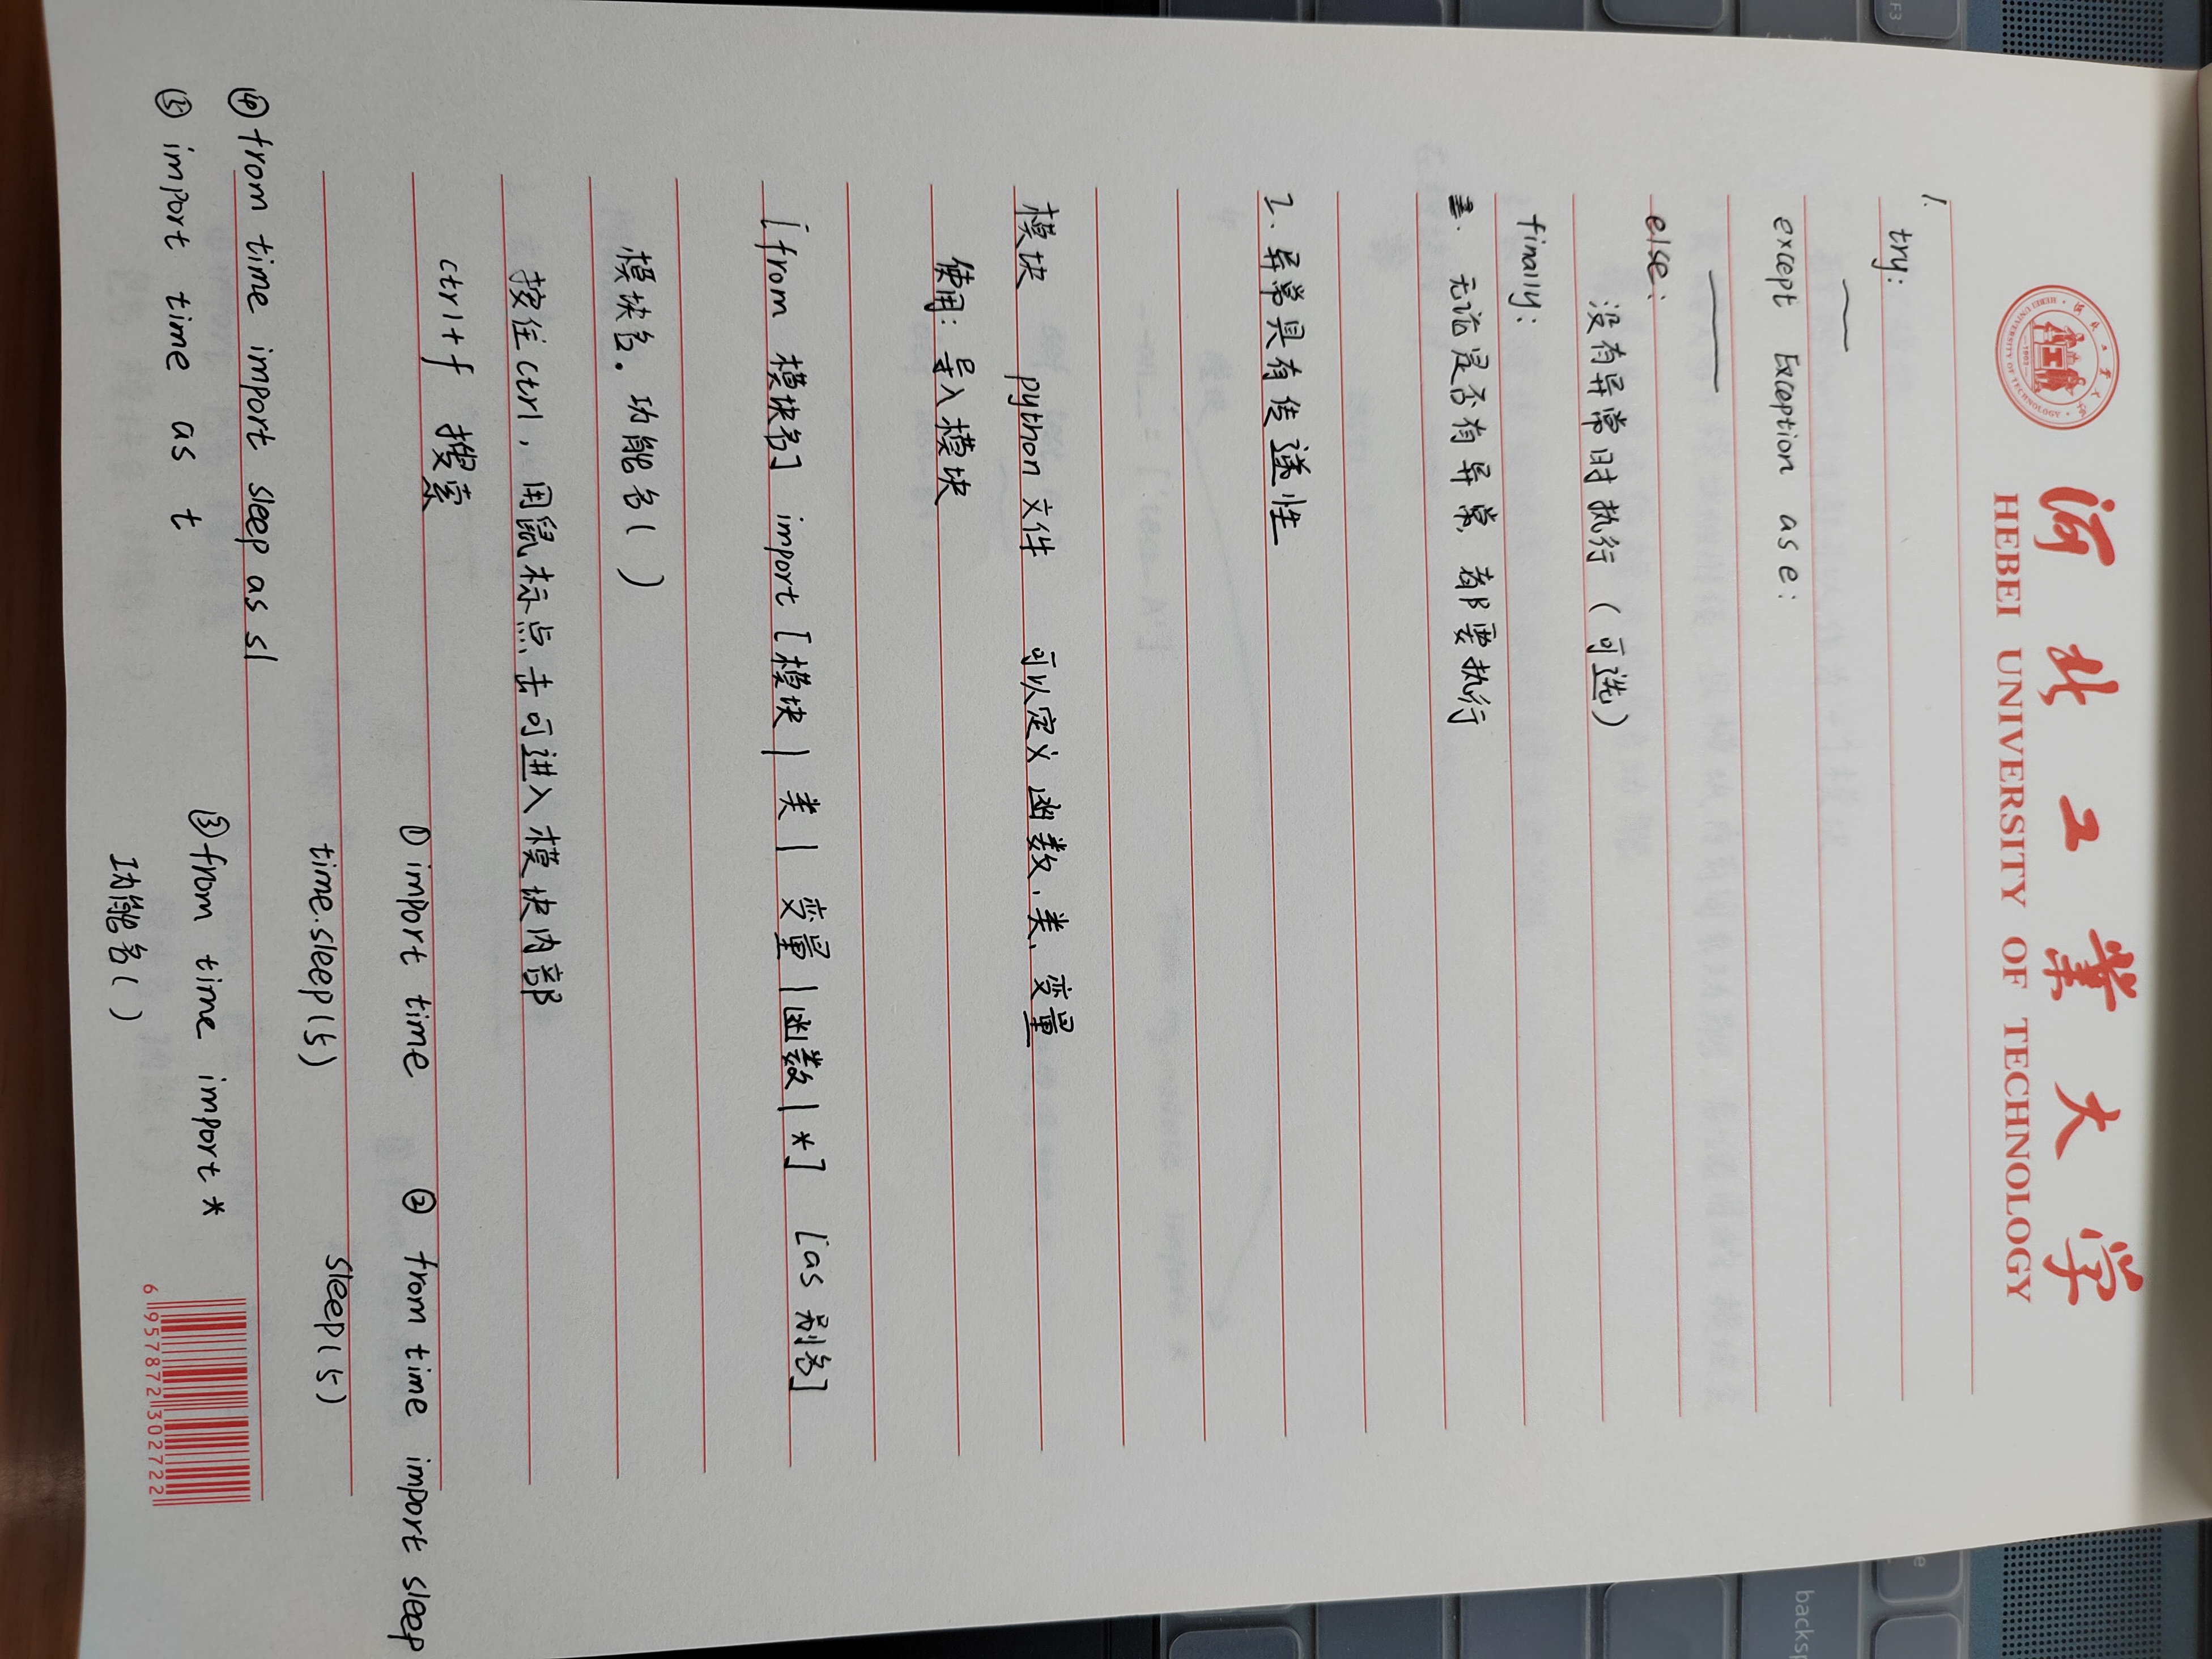 河北工業大学
HEBEI UNIVERSITY OF TECHNOLOGY
1.
try:
except Exception as e:
else:
没有异常时执行（可选）
finally:
无论是否有异常，都要执行
2. 异常具有传递性
模块 python文件 可以定义函数、类、变量
使用：导入模块
[from 模块名] import [模块 | 类 | 变量 | 函数 | *] [as 别名]
模块名.功能名( )
按住ctrl，用鼠标点击可进入模块内部
ctrl+f 搜索
① import time
time.sleep(5)
② from time import sleep
sleep(5)
③ from time import *
功能名( )
④ from time import sleep as sl
⑤ import time as t
6 957872 302722